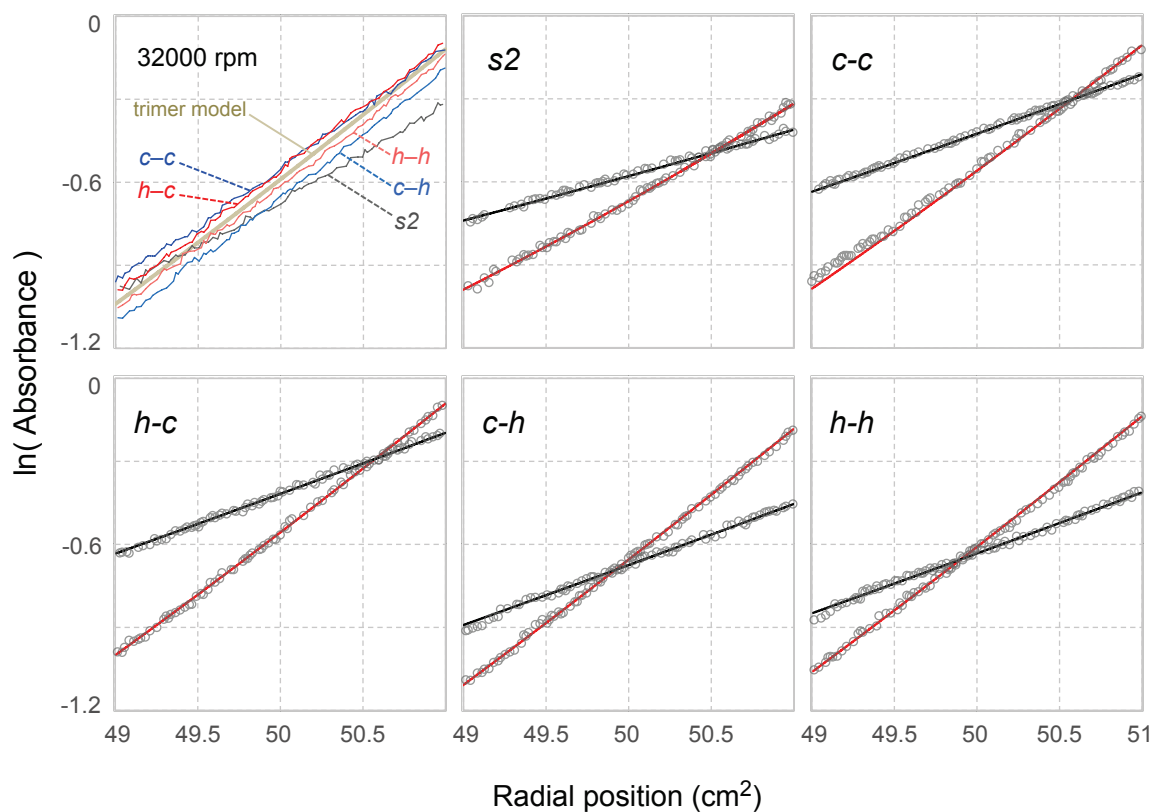 0
32000 rpm
trimer model
c–c
h–c
h–h
c–h
s2
s2
c-c
-0.6
-1.2
ln( Absorbance )
0
h-c
c-h
h-h
-0.6
-1.2
49
49.5
50
50.5
49
49.5
50
50.5
49
49.5
50
50.5
51
Radial position (cm²)